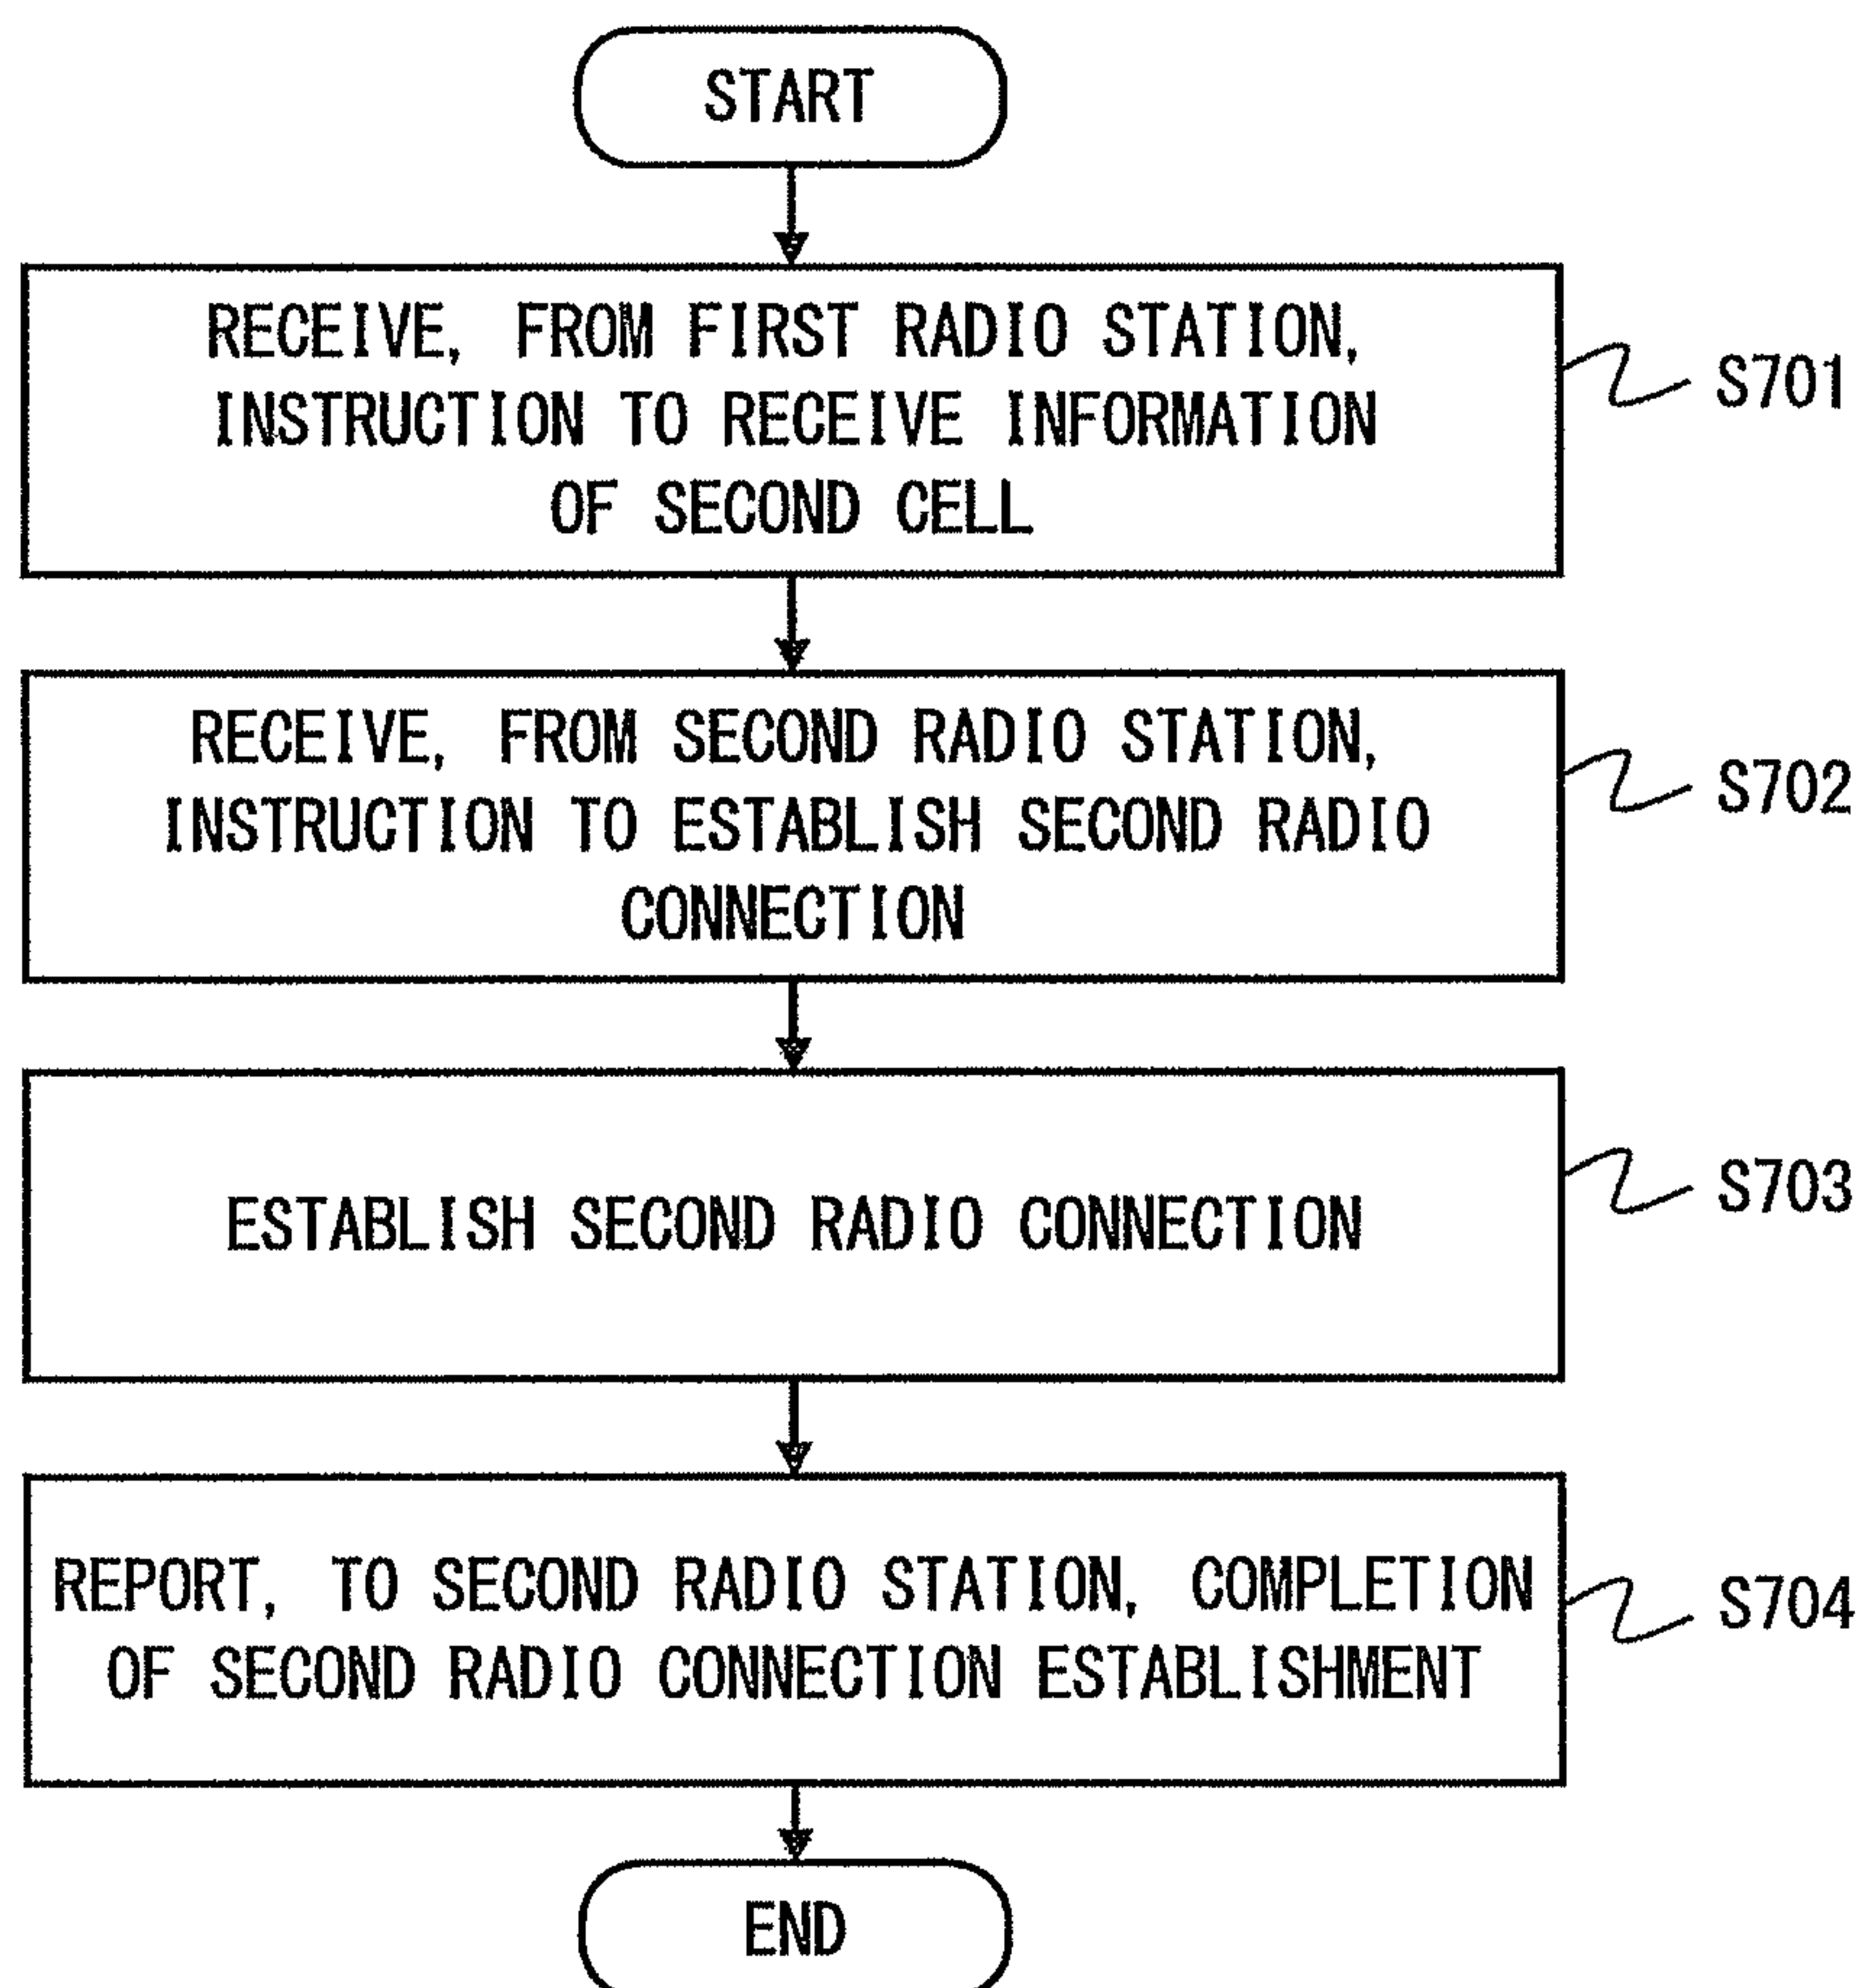 START
RECEIVE, FROM FIRST RADIO STATION,
INSTRUCTION TO RECEIVE INFORMATION
OF SECOND CELL
S701
RECEIVE, FROM SECOND RADIO STATION,
INSTRUCTION TO ESTABLISH SECOND RADIO
CONNECTION
S702
ESTABLISH SECOND RADIO CONNECTION
S703
REPORT, TO SECOND RADIO STATION, COMPLETION
OF SECOND RADIO CONNECTION ESTABLISHMENT
S704
END